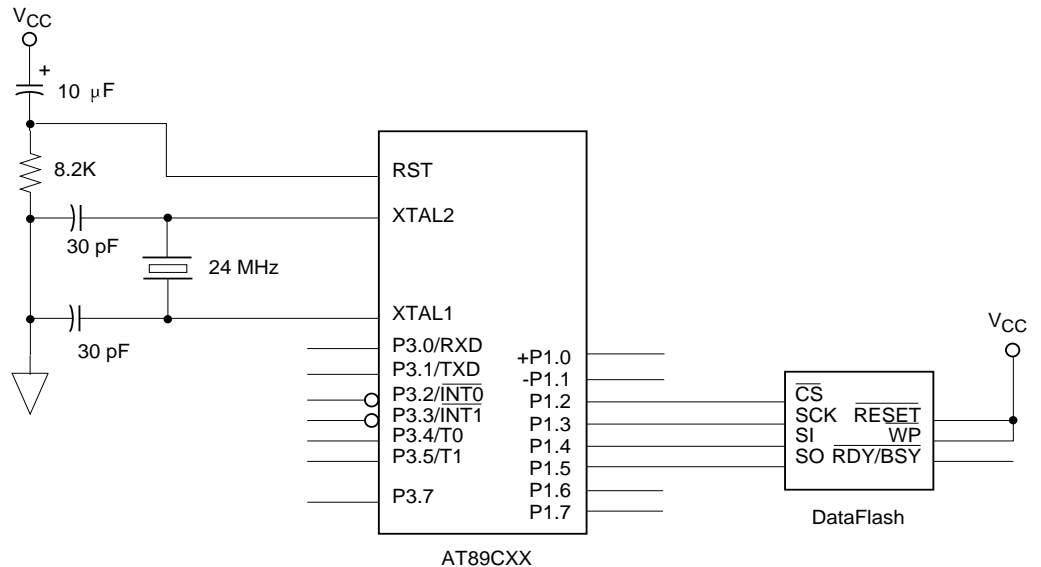 VCC
+
10 μF
8.2K
30 pF
24 MHz
30 pF
RST
XTAL2
XTAL1
P3.0/RXD
P3.1/TXD
P3.2/INT0
P3.3/INT1
P3.4/T0
P3.5/T1
P3.7
+P1.0
-P1.1
P1.2
P1.3
P1.4
P1.5
P1.6
P1.7
AT89CXX
VCC
CS
SCK RESET
SI WP
SO RDY/BSY
DataFlash